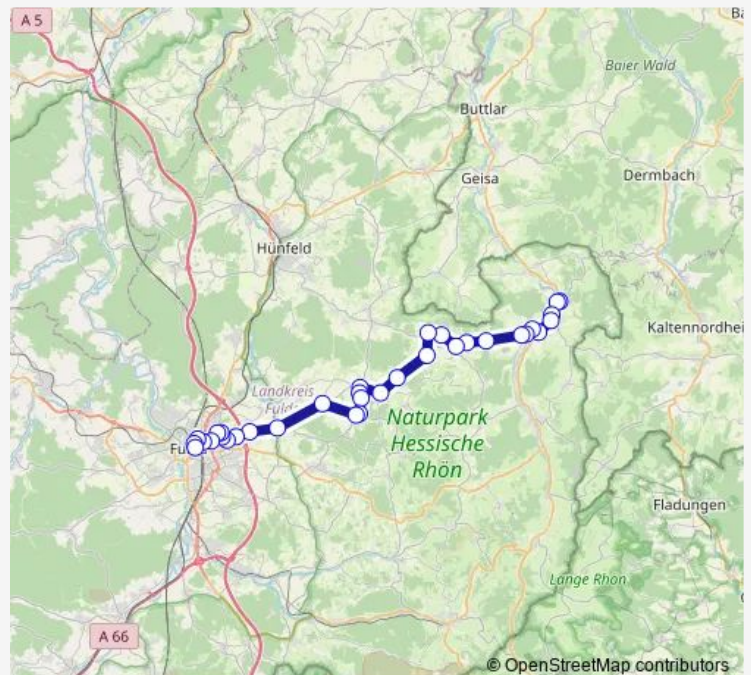 A 5
Ba
Baier Wald
Buttlar
Geisa
Dermbach
Hünfeld
Kaltennordhei
Landkreis
Fulda
Fu
Naturpark
Hessische
Rhön
Fladungen
Lange Rhön
A 66
© OpenStreetMap contributors